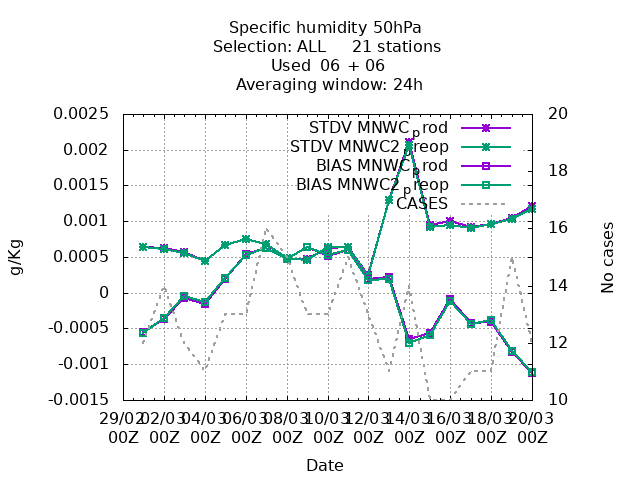 Specific humidity 50hPa
Selection: ALL 21 stations
Used 06 + 06
Averaging window: 24h
0.0025
0.002
0.0015
0.001
0.0005
0
-0.0005
-0.001
-0.0015
g/Kg
STDV MNWC_prod
STDV MNWC2_preop
BIAS MNWC_prod
BIAS MNWC2_preop
CASES
20
18
16
14
12
10
No cases
29/02 02/03 04/03 06/03 08/03 10/03 12/03 14/03 16/03 18/03 20/03
00Z 00Z 00Z 00Z 00Z 00Z 00Z 00Z 00Z 00Z 00Z
Date